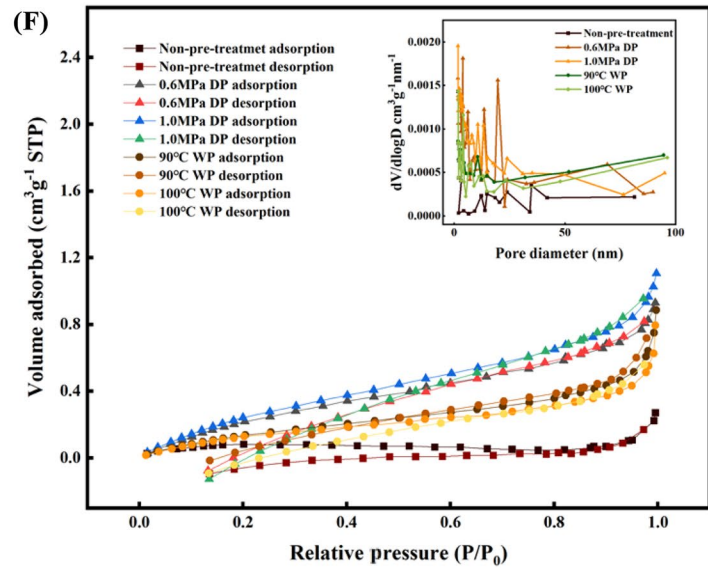 (F)
2.4
2.0
1.6
1.2
0.8
0.4
0.0
Volume adsorbed (cm³g⁻¹ STP)
Non-pre-treatmet adsorption
Non-pre-treatmet desorption
0.6MPa DP adsorption
0.6MPa DP desorption
1.0MPa DP adsorption
1.0MPa DP desorption
90℃ WP adsorption
90℃ WP desorption
100℃ WP adsorption
100℃ WP desorption
0.0020
0.0015
0.0010
0.0005
0.0000
dV/dlogD cm³g⁻¹nm⁻¹
Non-pre-treatment
0.6MPa DP
1.0MPa DP
90℃ WP
100℃ WP
0
50
100
Pore diameter (nm)
0.0
0.2
0.4
0.6
0.8
1.0
Relative pressure (P/P₀)